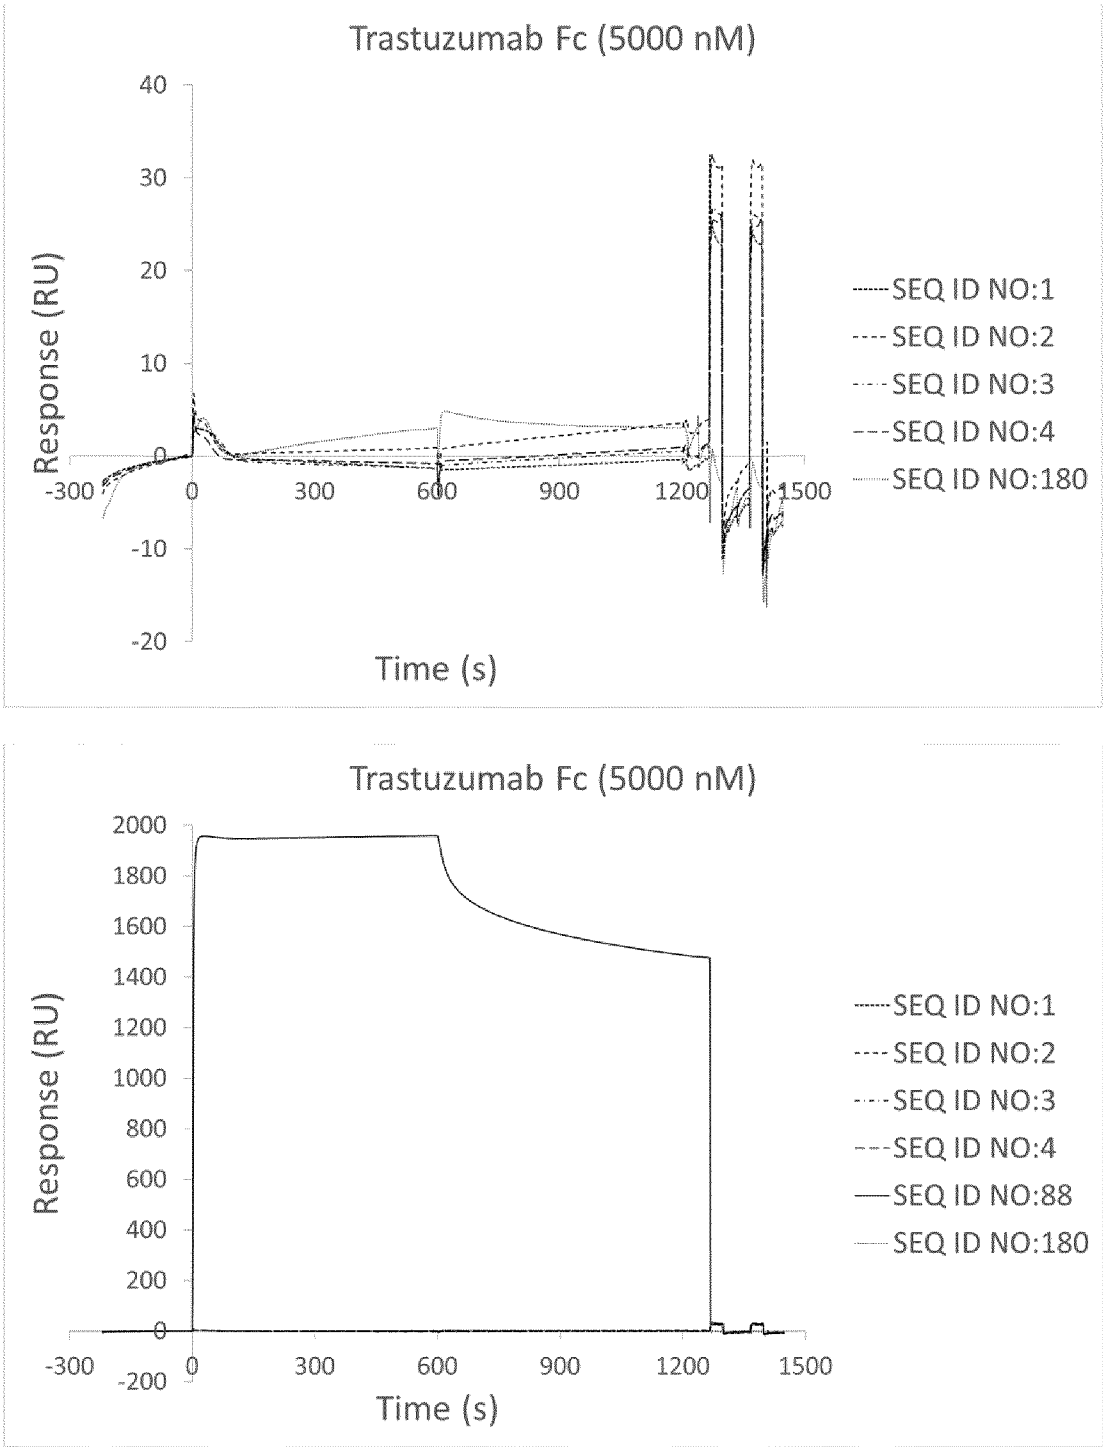 Trastuzumab Fc (5000 nM)
40
30
20
10
0
-10
-20
-300
0
300
600
900
1200
1500
Response (RU)
Time (s)
SEQ ID NO:1
SEQ ID NO:2
SEQ ID NO:3
SEQ ID NO:4
SEQ ID NO:180
Trastuzumab Fc (5000 nM)
2000
1800
1600
1400
1200
1000
800
600
400
200
0
-200
-300
0
300
600
900
1200
1500
Response (RU)
Time (s)
SEQ ID NO:1
SEQ ID NO:2
SEQ ID NO:3
SEQ ID NO:4
SEQ ID NO:88
SEQ ID NO:180